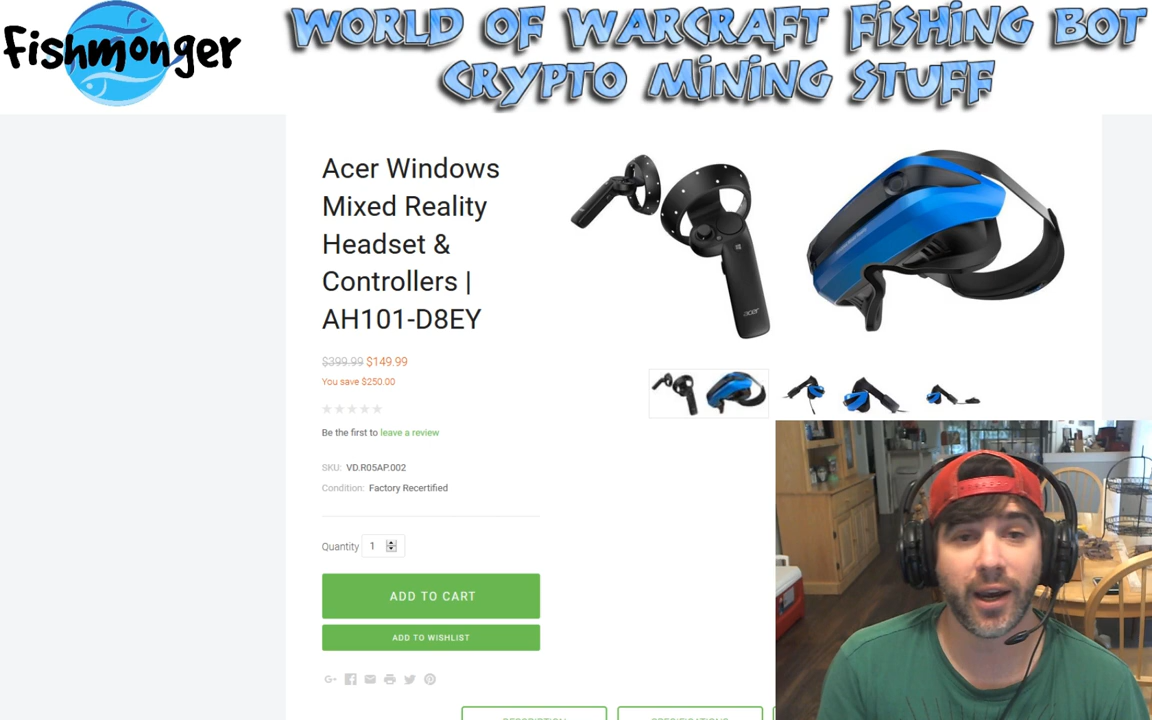 fishmonger
WORLD OF WARCRAFT FISHING BOT
CRYPTO MINING STUFF
Acer Windows
Mixed Reality
Headset &
Controllers |
AH101-D8EY
$399.99 $149.99
You save $250.00
Be the first to leave a review
SKU: VD.R05AP.002
Condition: Factory Recertified
Quantity 1
ADD TO CART
ADD TO WISHLIST
G+
acer